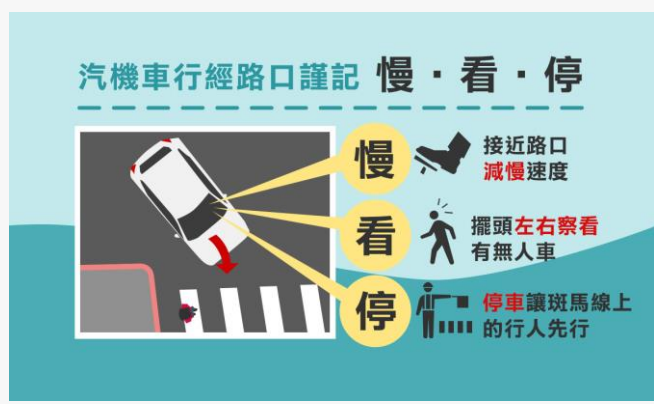 汽機車行經路口謹記 慢・看・停
慢
接近路口
減慢速度
看
擺頭左右察看
有無人車
停
停車讓斑馬線上
的行人先行